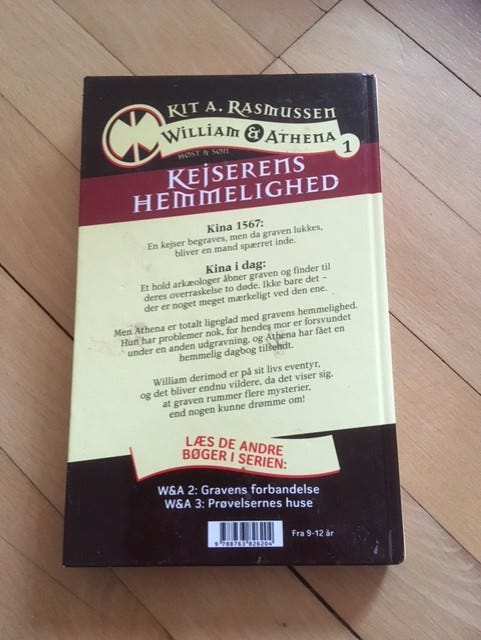 KIT A. RASMUSSEN
WILLIAM & ATHENA
1
HØST & SØN
KEJSERENS
HEMMELIGHED
Kina 1567:
En kejser begraves, men da graven lukkes,
bliver en mand spærret inde.
Kina i dag:
Et hold arkæologer åbner graven og finder til
deres overraskelse to døde. Ikke bare det -
der er noget meget mærkeligt ved den ene.
Men Athena er totalt ligeglad med gravens hemmelighed.
Hun har problemer nok, for hendes mor er forsvundet
under en anden udgravning, og Athena har fået en
hemmelig dagbog tilsendt.
William derimod er på sit livs eventyr,
og det bliver endnu vildere, da det viser sig,
at graven rummer flere mysterier,
end nogen kunne drømme om!
LÆS DE ANDRE
BØGER I SERIEN:
W&A 2: Gravens forbandelse
W&A 3: Prøvelsernes huse
9 788763 826204
Fra 9-12 år